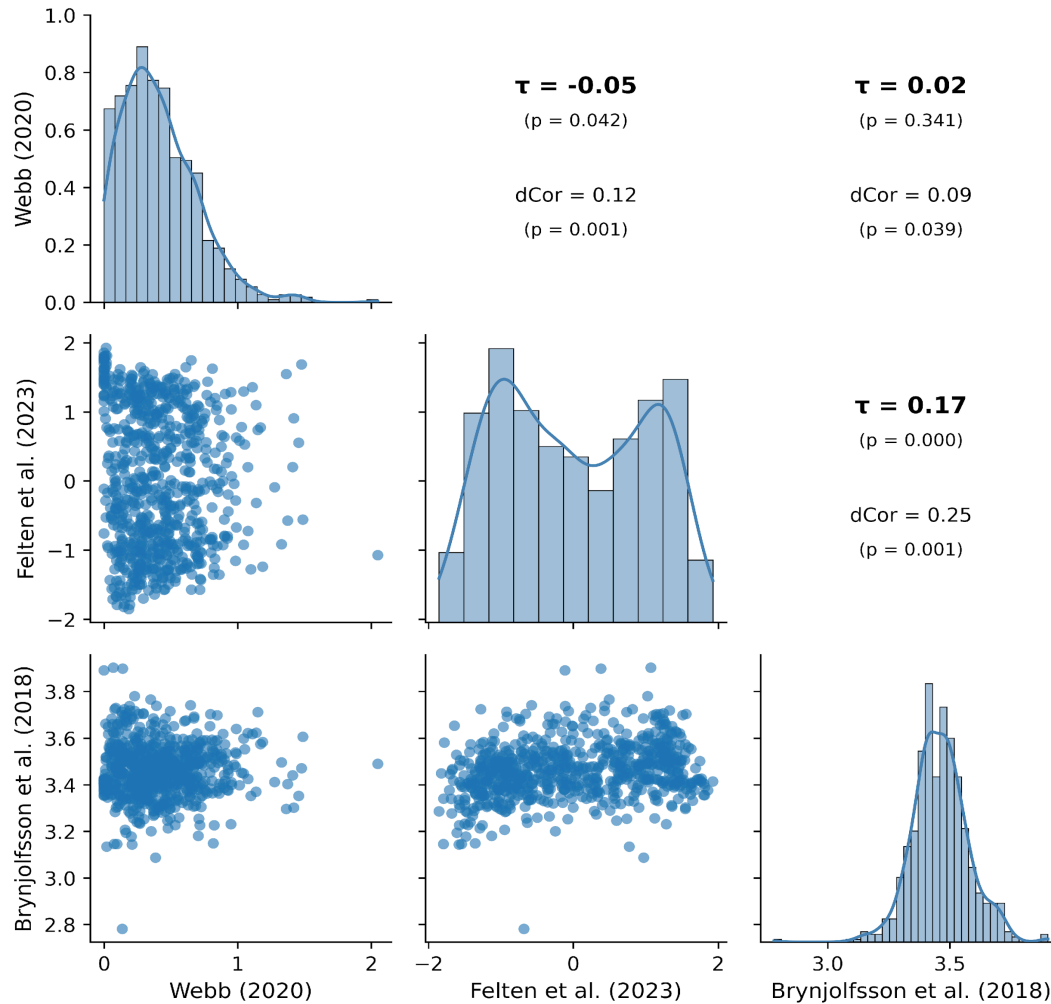 1.0
0.8
0.6
0.4
0.2
0.0
Webb (2020)
τ = -0.05
(p = 0.042)
dCor = 0.12
(p = 0.001)
τ = 0.02
(p = 0.341)
dCor = 0.09
(p = 0.039)
2
1
0
−1
−2
Felten et al. (2023)
τ = 0.17
(p = 0.000)
dCor = 0.25
(p = 0.001)
3.8
3.6
3.4
3.2
3.0
2.8
Brynjolfsson et al. (2018)
0 1 2
Webb (2020)
−2 0 2
Felten et al. (2023)
3.0 3.5
Brynjolfsson et al. (2018)